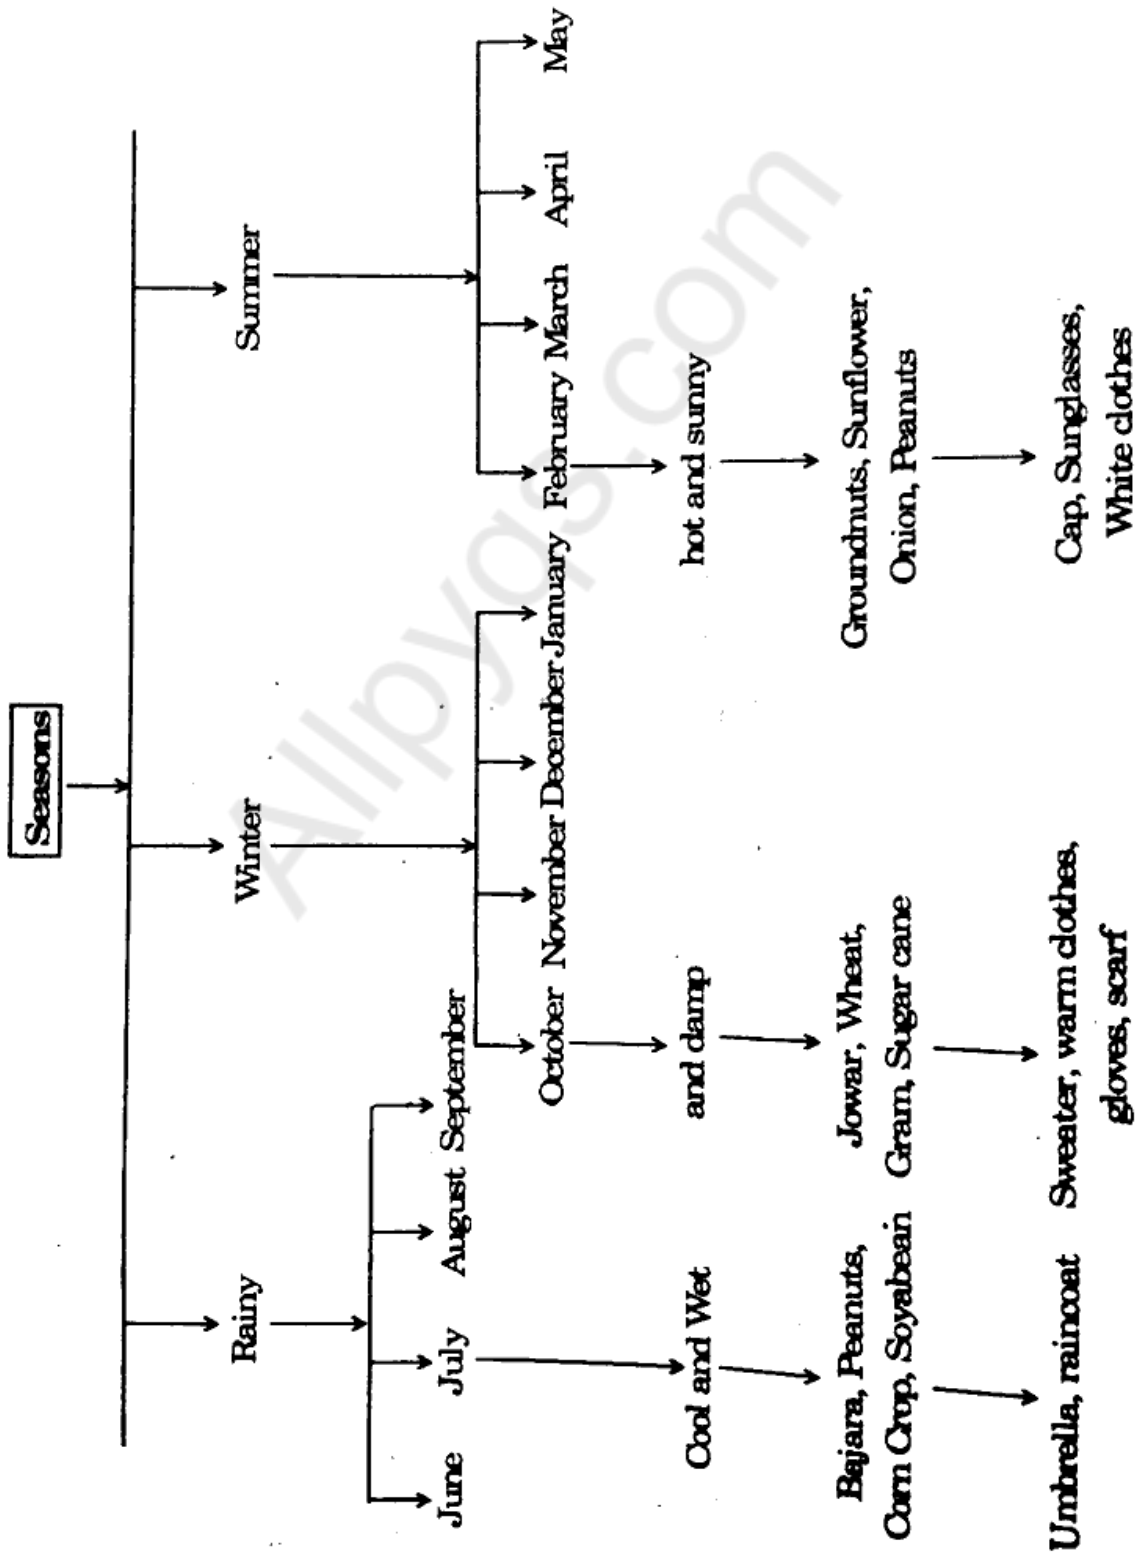 Seasons
Rainy
Winter
Summer
June
July
August
September
October
November
December
January
February
March
April
May
Cool and Wet
and damp
hot and sunny
Bajara, Peanuts,
Corn Crop, Soyabean
Jowar, Wheat,
Gram, Sugar cane
Groundnuts, Sunflower,
Onion, Peanuts
Umbrella, raincoat
Sweater, warm clothes,
gloves, scarf
Cap, Sunglasses,
White clothes
Allpyqs.com